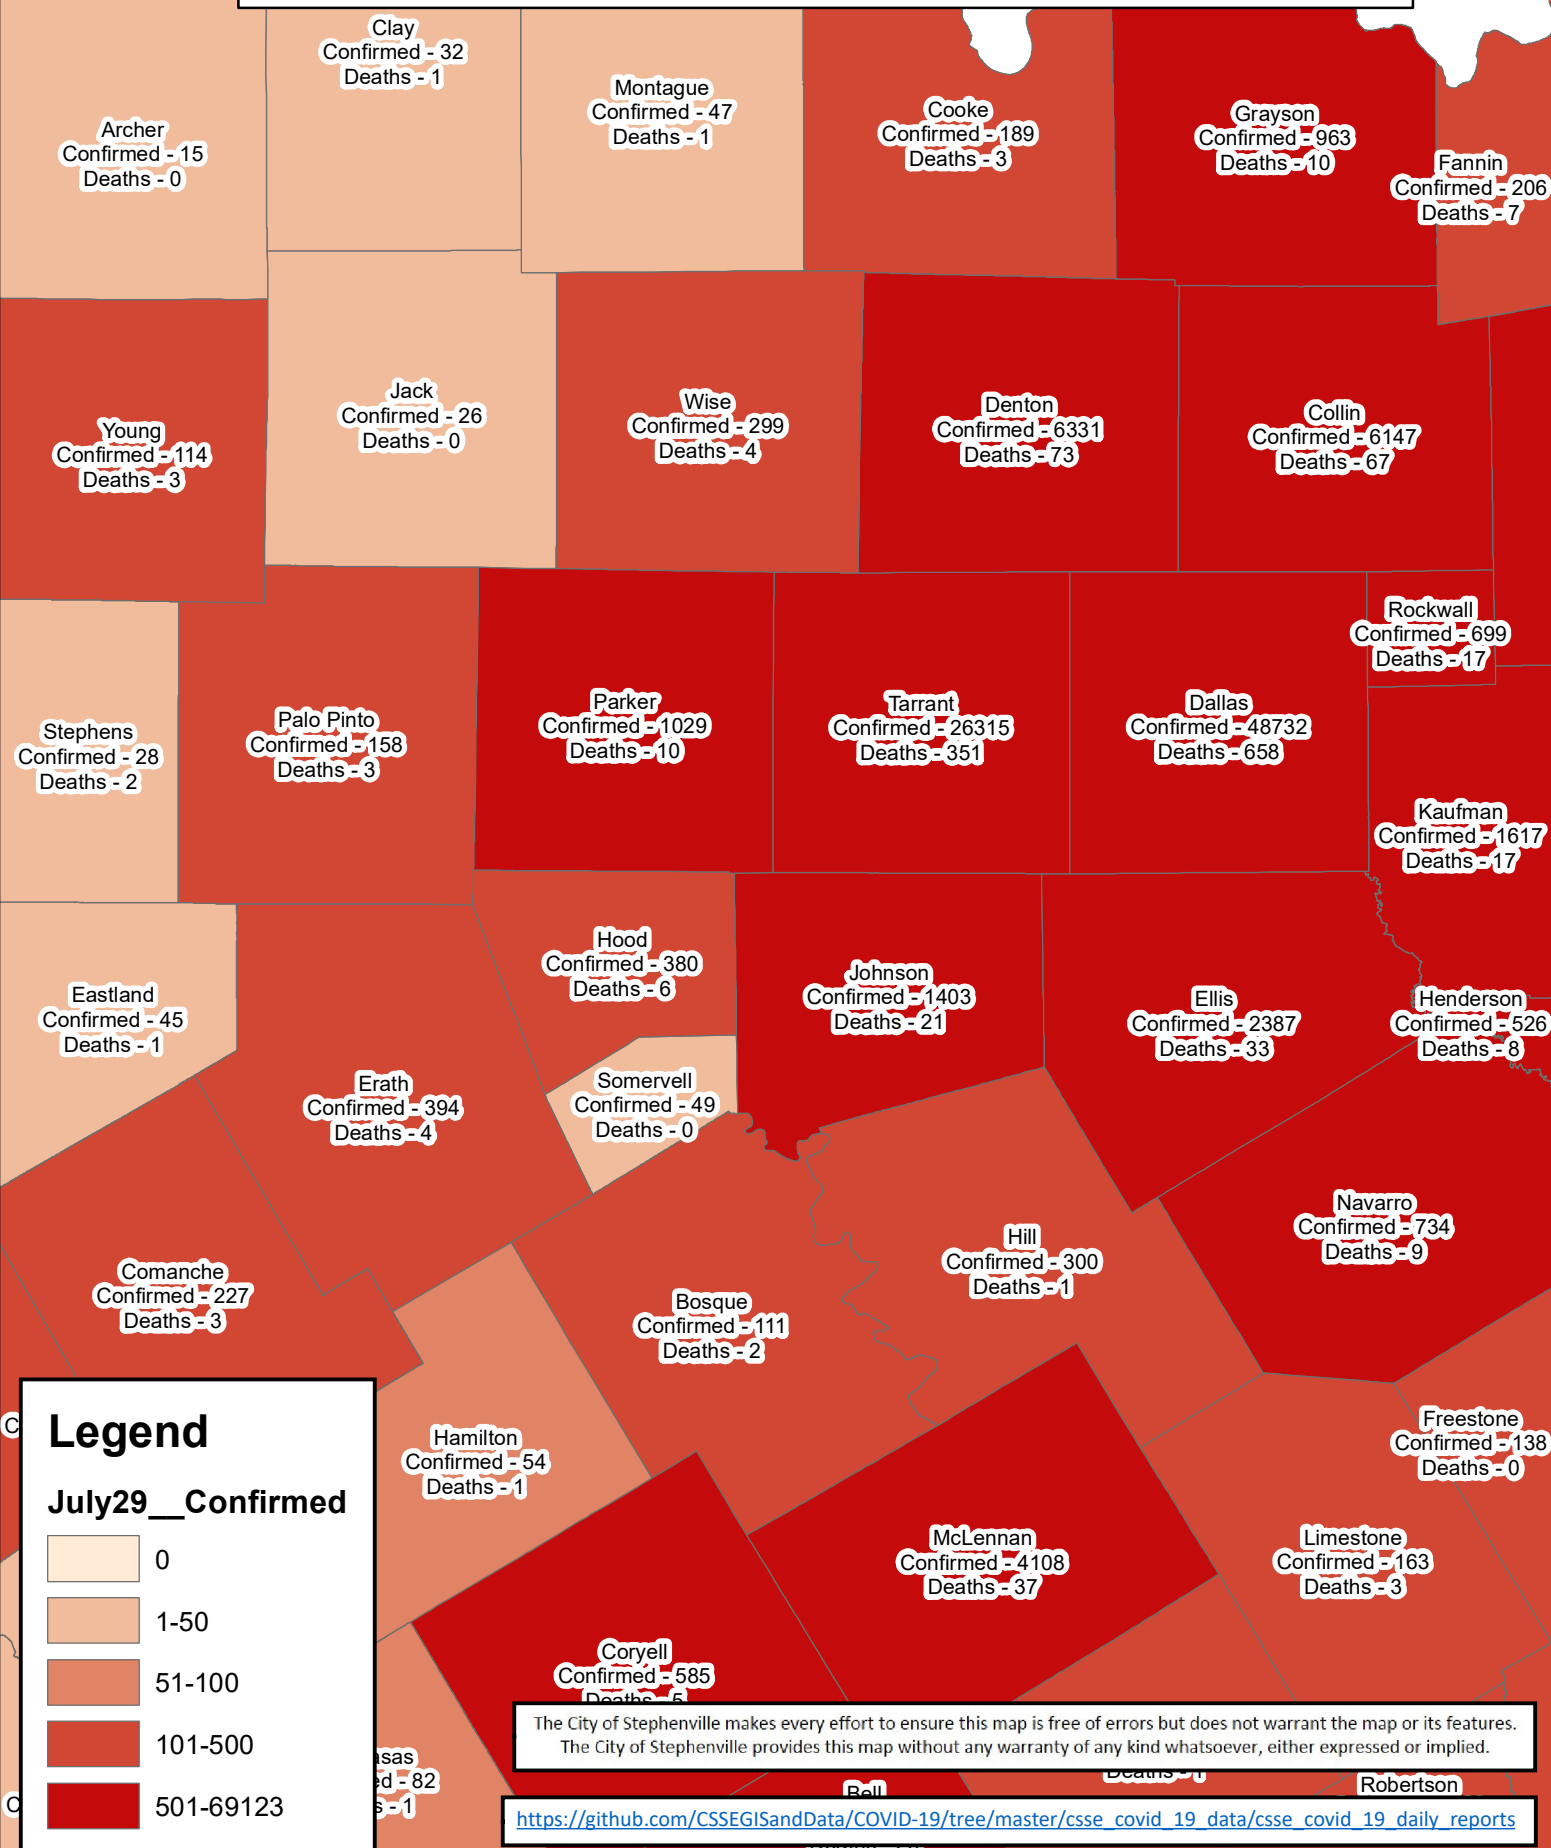 Clay
Confirmed - 32
Deaths - 1
Montague
Confirmed - 47
Deaths - 1
Cooke
Confirmed - 189
Deaths - 3
Grayson
Confirmed - 963
Deaths - 10
Archer
Confirmed - 15
Deaths - 0
Fannin
Confirmed - 206
Deaths - 7
Young
Confirmed - 114
Deaths - 3
Jack
Confirmed - 26
Deaths - 0
Wise
Confirmed - 299
Deaths - 4
Denton
Confirmed - 6331
Deaths - 73
Collin
Confirmed - 6147
Deaths - 67
Rockwall
Confirmed - 699
Deaths - 17
Stephens
Confirmed - 28
Deaths - 2
Palo Pinto
Confirmed - 158
Deaths - 3
Parker
Confirmed - 1029
Deaths - 10
Tarrant
Confirmed - 26315
Deaths - 351
Dallas
Confirmed - 48732
Deaths - 658
Kaufman
Confirmed - 1617
Deaths - 17
Eastland
Confirmed - 45
Deaths - 1
Hood
Confirmed - 380
Deaths - 6
Johnson
Confirmed - 1403
Deaths - 21
Ellis
Confirmed - 2387
Deaths - 33
Henderson
Confirmed - 526
Deaths - 8
Erath
Confirmed - 394
Deaths - 4
Somervell
Confirmed - 49
Deaths - 0
Comanche
Confirmed - 227
Deaths - 3
Bosque
Confirmed - 111
Deaths - 2
Hill
Confirmed - 300
Deaths - 1
Navarro
Confirmed - 734
Deaths - 9
Hamilton
Confirmed - 54
Deaths - 1
Freestone
Confirmed - 138
Deaths - 0
McLennan
Confirmed - 4108
Deaths - 37
Limestone
Confirmed - 163
Deaths - 3
Coryell
Confirmed - 585
Deaths - 5
asas
ed - 82
s - 1
Bell
Deaths - 1
Robertson
Legend
July29__Confirmed
0
1-50
51-100
101-500
501-69123
The City of Stephenville makes every effort to ensure this map is free of errors but does not warrant the map or its features.
The City of Stephenville provides this map without any warranty of any kind whatsoever, either expressed or implied.
https://github.com/CSSEGISandData/COVID-19/tree/master/csse_covid_19_data/csse_covid_19_daily_reports